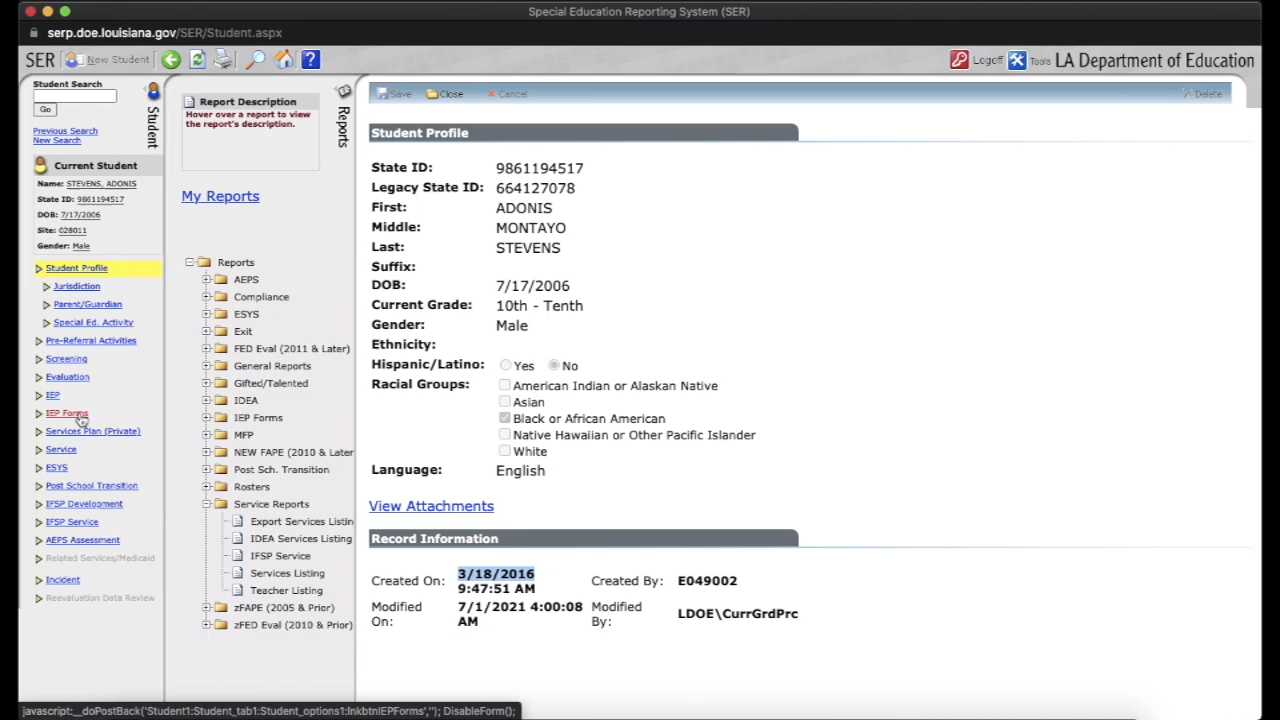 Special Education Reporting System (SER)
serp.doe.louisiana.gov/SER/Student.aspx
SER New Student ? Logoff Tools LA Department of Education
Student Search
Go
Previous Search
New Search
Student
Current Student
Name: STEVENS, ADONIS
State ID: 9861194517
DOB: 7/17/2006
Site: 028011
Gender: Male
Student Profile
Jurisdiction
Parent/Guardian
Special Ed. Activity
Pre-Referral Activities
Screening
Evaluation
IEP
IEP Forms
Services Plan (Private)
Service
ESYS
Post School Transition
IFSP Development
IFSP Service
AEPS Assessment
Related Services/Medicaid
Incident
Reevaluation Data Review
Report Description
Hover over a report to view
the report's description.
Reports
My Reports
Reports
AEPS
Compliance
ESYS
Exit
FED Eval (2011 & Later)
General Reports
Gifted/Talented
IDEA
IEP Forms
MFP
NEW FAPE (2010 & Later
Post Sch. Transition
Rosters
Service Reports
Export Services Listin
IDEA Services Listing
IFSP Service
Services Listing
Teacher Listing
zFAPE (2005 & Prior)
zFED Eval (2010 & Prior)
Save Close Cancel Delete
Student Profile
State ID: 9861194517
Legacy State ID: 664127078
First: ADONIS
Middle: MONTAYO
Last: STEVENS
Suffix:
DOB: 7/17/2006
Current Grade: 10th - Tenth
Gender: Male
Ethnicity:
Hispanic/Latino: Yes No
Racial Groups: American Indian or Alaskan Native
Asian
Black or African American
Native Hawaiian or Other Pacific Islander
White
Language: English
View Attachments
Record Information
Created On: 3/18/2016 9:47:51 AM Created By: E049002
Modified On: 7/1/2021 4:00:08 AM Modified By: LDOE\CurrGrdPrc
javascript:__doPostBack('Student1:Student_tab1:Student_options1:lnkbtnIEPForms',''); DisableForm();